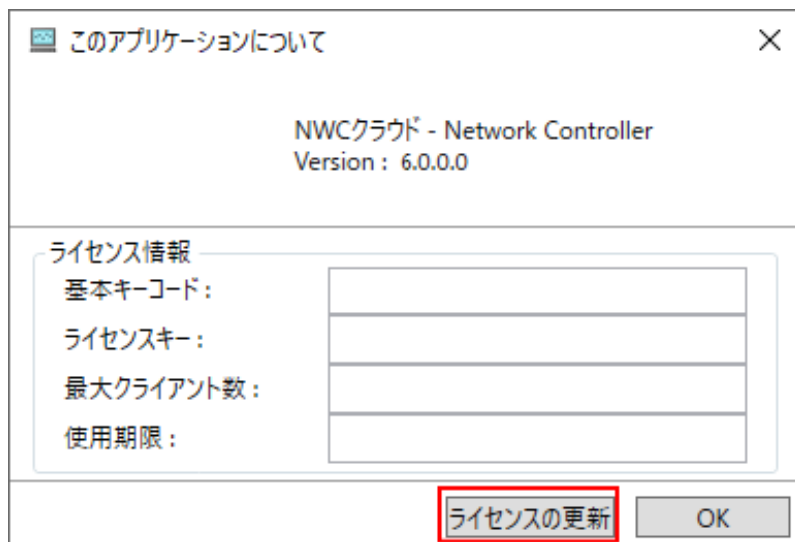 このアプリケーションについて
NWCクラウド - Network Controller
Version : 6.0.0.0
ライセンス情報
基本キーコード :
ライセンスキー :
最大クライアント数 :
使用期限 :
ライセンスの更新
OK